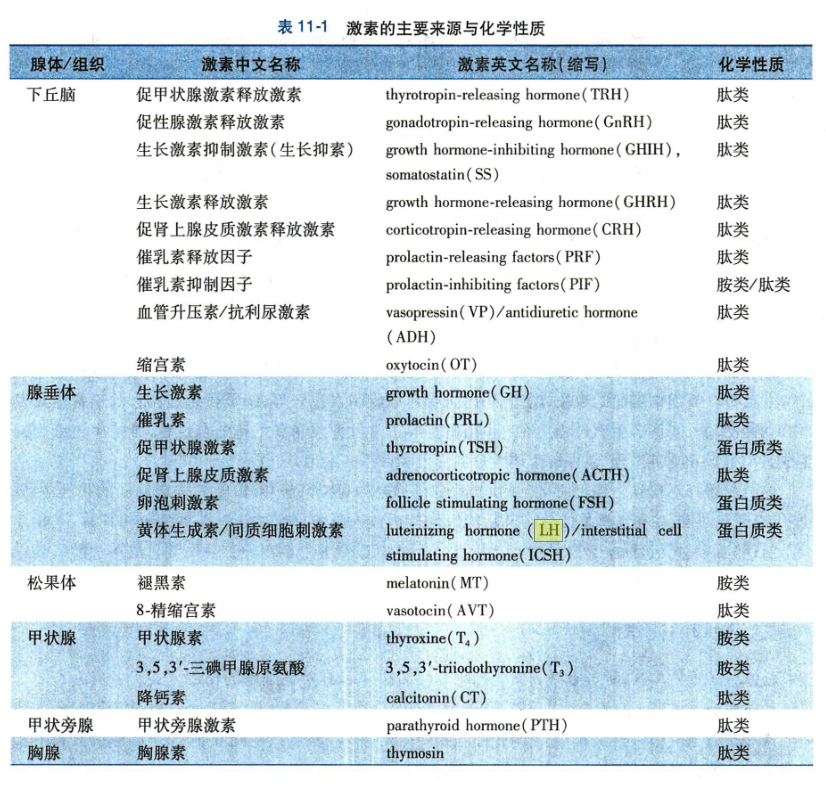 表 11-1 激素的主要来源与化学性质
腺体/组织 激素中文名称 激素英文名称(缩写) 化学性质
下丘脑 促甲状腺激素释放激素 thyrotropin-releasing hormone(TRH) 肽类
促性腺激素释放激素 gonadotropin-releasing hormone(GnRH) 肽类
生长激素抑制激素(生长抑素) growth hormone-inhibiting hormone(GHIH), 肽类
somatostatin(SS)
生长激素释放激素 growth hormone-releasing hormone(GHRH) 肽类
促肾上腺皮质激素释放激素 corticotropin-releasing hormone(CRH) 肽类
催乳素释放因子 prolactin-releasing factors(PRF) 肽类
催乳素抑制因子 prolactin-inhibiting factors(PIF) 胺类/肽类
血管升压素/抗利尿激素 vasopressin(VP)/antidiuretic hormone 肽类
(ADH)
缩宫素 oxytocin(OT) 肽类
腺垂体 生长激素 growth hormone(GH) 肽类
催乳素 prolactin(PRL) 肽类
促甲状腺激素 thyrotropin(TSH) 蛋白质类
促肾上腺皮质激素 adrenocorticotropic hormone(ACTH) 肽类
卵泡刺激素 follicle stimulating hormone(FSH) 蛋白质类
黄体生成素/间质细胞刺激素 luteinizing hormone (LH)/interstitial cell 蛋白质类
stimulating hormone(ICSH)
松果体 褪黑素 melatonin(MT) 胺类
8-精缩宫素 vasotocin(AVT) 肽类
甲状腺 甲状腺素 thyroxine(T₄) 胺类
3,5,3′-三碘甲腺原氨酸 3,5,3′-triiodothyronine(T₃) 胺类
降钙素 calcitonin(CT) 肽类
甲状旁腺 甲状旁腺激素 parathyroid hormone(PTH) 肽类
胸腺 胸腺素 thymosin 肽类